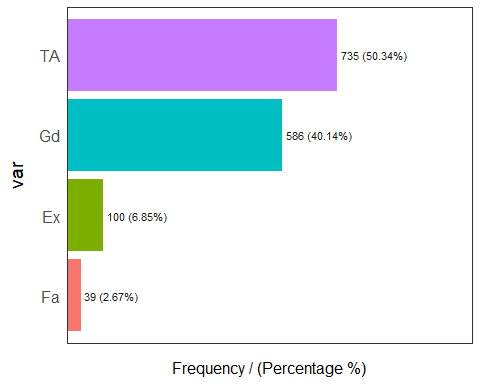 TA
735 (50.34%)
Gd
586 (40.14%)
Ex
100 (6.85%)
Fa
39 (2.67%)
var
Frequency / (Percentage %)